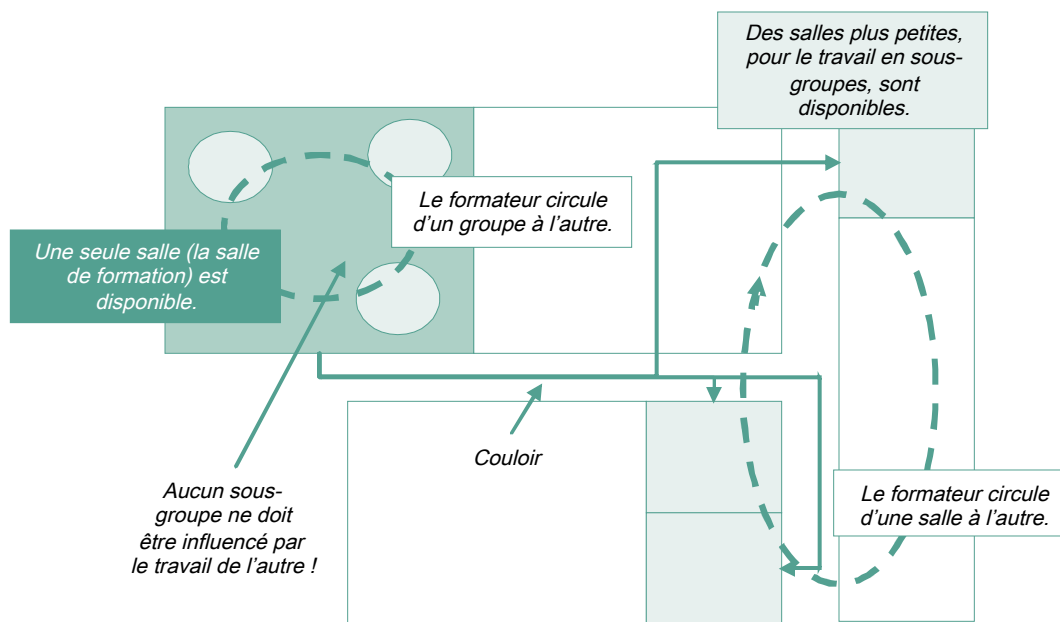 Des salles plus petites,
pour le travail en sous-
groupes, sont
disponibles.
Le formateur circule
d’un groupe à l’autre.
Une seule salle (la salle
de formation) est
disponible.
Couloir
Aucun sous-
groupe ne doit
être influencé par
le travail de l’autre !
Le formateur circule
d’une salle à l’autre.